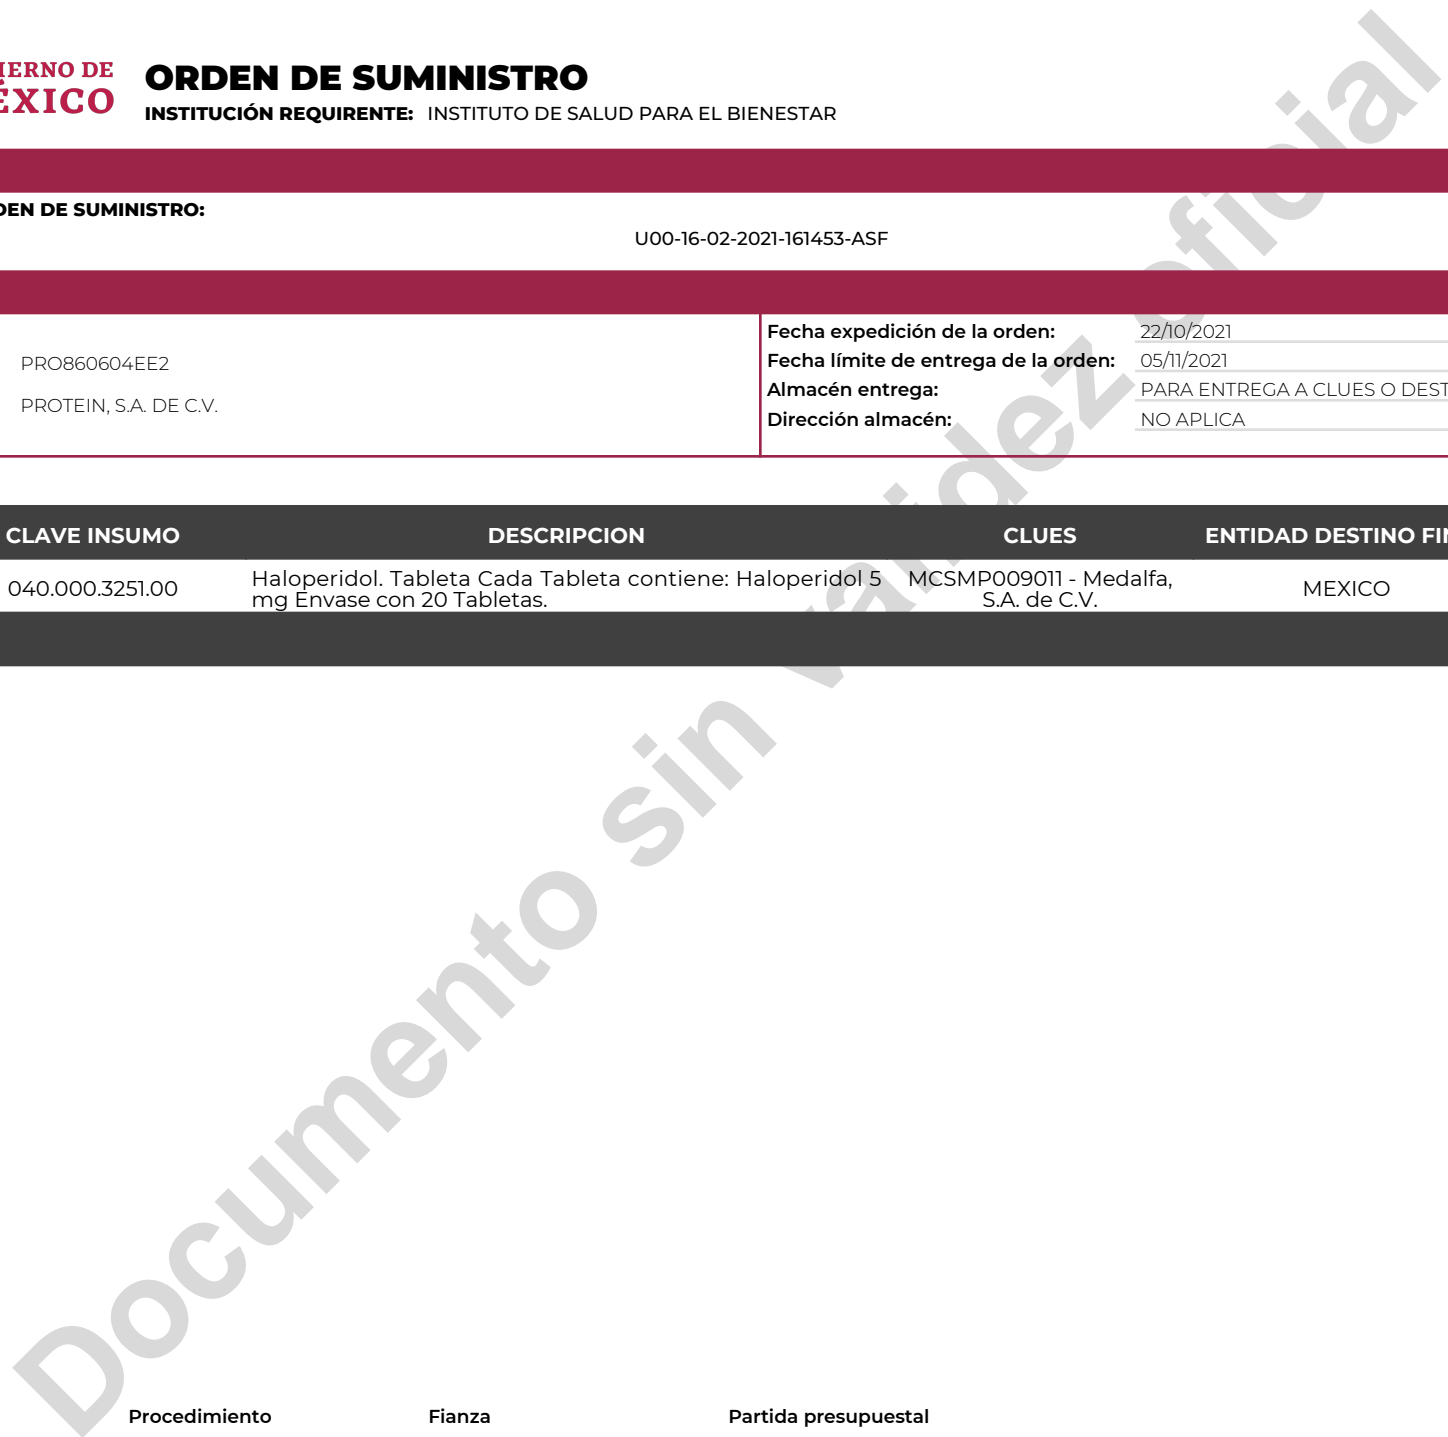 IERNO DE
ÉXICO
ORDEN DE SUMINISTRO
INSTITUCIÓN REQUIRENTE: INSTITUTO DE SALUD PARA EL BIENESTAR
DEN DE SUMINISTRO:
U00-16-02-2021-161453-ASF
PRO860604EE2
PROTEIN, S.A. DE C.V.
Fecha expedición de la orden: 22/10/2021
Fecha límite de entrega de la orden: 05/11/2021
Almacén entrega: PARA ENTREGA A CLUES O DEST
Dirección almacén: NO APLICA
CLAVE INSUMO DESCRIPCION CLUES ENTIDAD DESTINO FIN
040.000.3251.00 Haloperidol. Tableta Cada Tableta contiene: Haloperidol 5 MCSMP009011 - Medalfa, MEXICO
mg Envase con 20 Tabletas. S.A. de C.V.
Documento sin validez oficial
Procedimiento Fianza Partida presupuestal